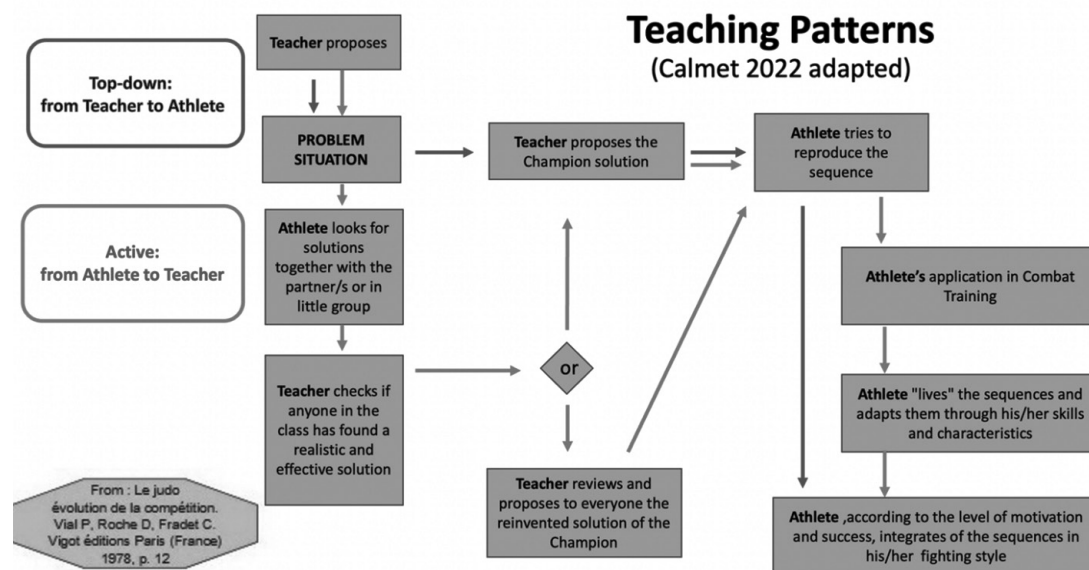 Teaching Patterns
(Calmet 2022 adapted)
Top-down:
from Teacher to Athlete
Active:
from Athlete to Teacher
Teacher proposes
PROBLEM
SITUATION
Athlete looks for
solutions
together with the
partner/s or in
little group
Teacher checks if
anyone in the
class has found a
realistic and
effective solution
Teacher proposes the
Champion solution
or
Teacher reviews and
proposes to everyone the
reinvented solution of the
Champion
Athlete tries to
reproduce the
sequence
Athlete's application in Combat
Training
Athlete "lives" the sequences and
adapts them through his/her skills
and characteristics
Athlete ,according to the level of motivation
and success, integrates of the sequences in
his/her fighting style
From : Le judo
évolution de la compétition.
Vial P, Roche D, Fradet C.
Vigot éditions Paris (France)
1978, p. 12